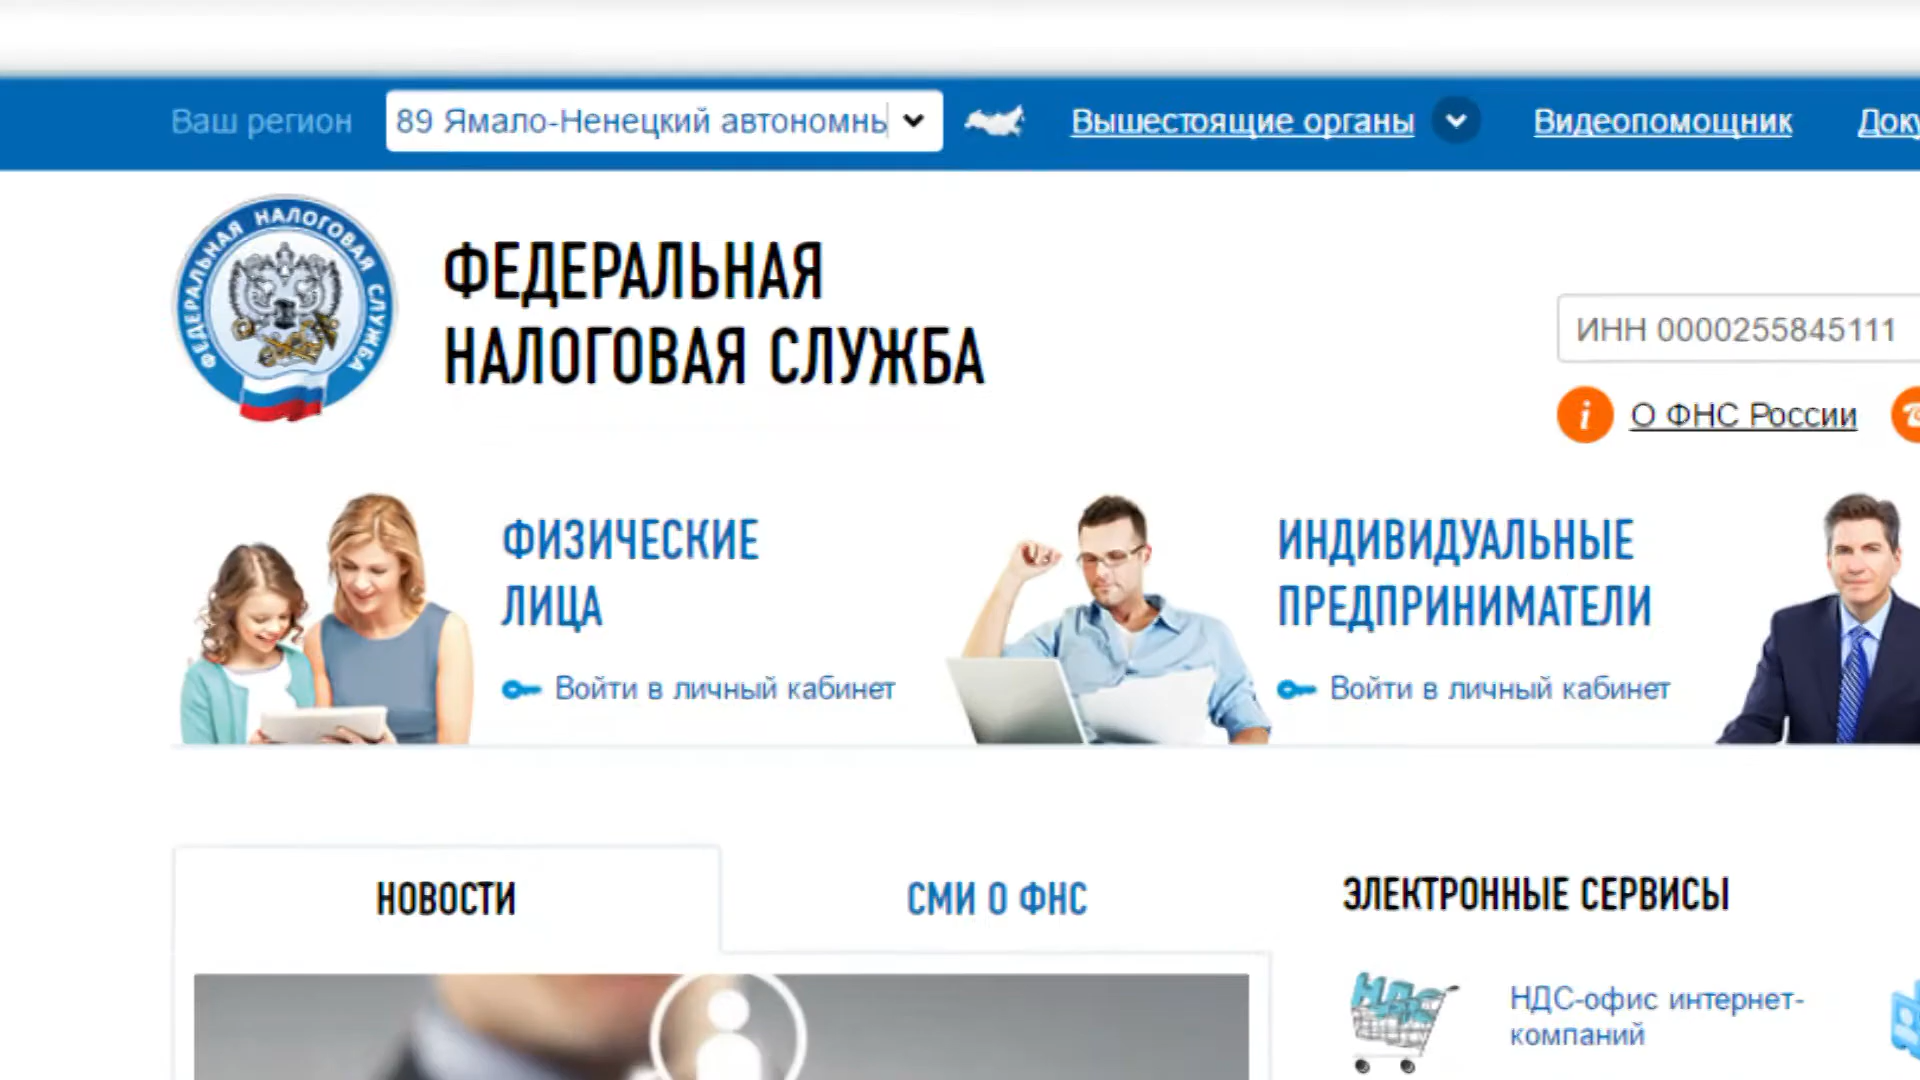 Ваш регион
89 Ямало-Ненецкий автономнь
Вышестоящие органы
Видеопомощник
Доку
ФЕДЕРАЛЬНАЯ НАЛОГОВАЯ СЛУЖБА
ФЕДЕРАЛЬНАЯ
НАЛОГОВАЯ СЛУЖБА
ИНН 0000255845111
i
О ФНС России
ФИЗИЧЕСКИЕ
ЛИЦА
Войти в личный кабинет
ИНДИВИДУАЛЬНЫЕ
ПРЕДПРИНИМАТЕЛИ
Войти в личный кабинет
НОВОСТИ
СМИ О ФНС
ЭЛЕКТРОННЫЕ СЕРВИСЫ
НДС
НДС-офис интернет-
компаний